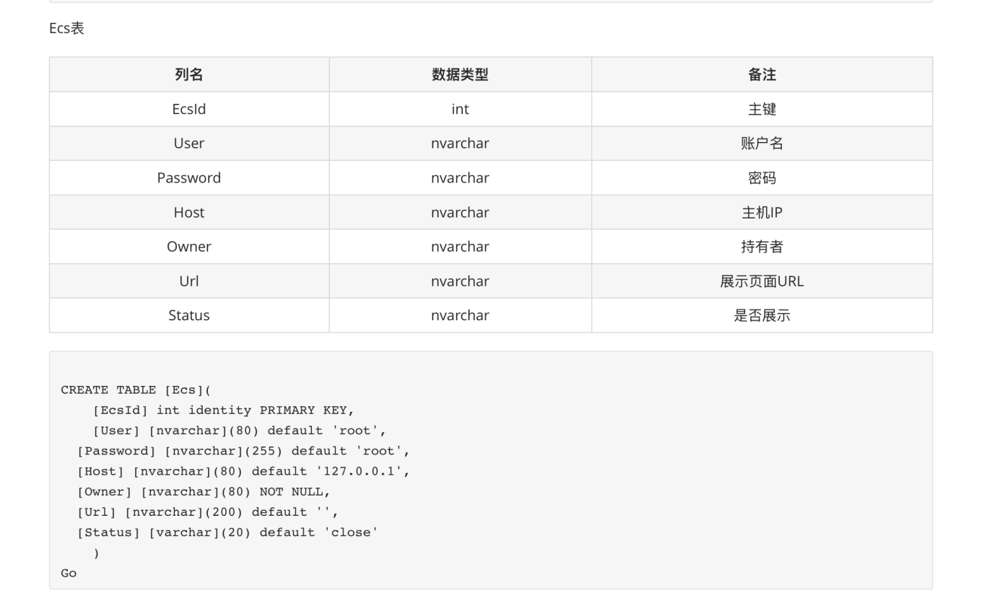 Ecs表
列名 数据类型 备注
EcsId int 主键
User nvarchar 账户名
Password nvarchar 密码
Host nvarchar 主机IP
Owner nvarchar 持有者
Url nvarchar 展示页面URL
Status nvarchar 是否展示
CREATE TABLE [Ecs](
    [EcsId] int identity PRIMARY KEY,
    [User] [nvarchar](80) default 'root',
  [Password] [nvarchar](255) default 'root',
  [Host] [nvarchar](80) default '127.0.0.1',
  [Owner] [nvarchar](80) NOT NULL,
  [Url] [nvarchar](200) default '',
  [Status] [varchar](20) default 'close'
    )
Go